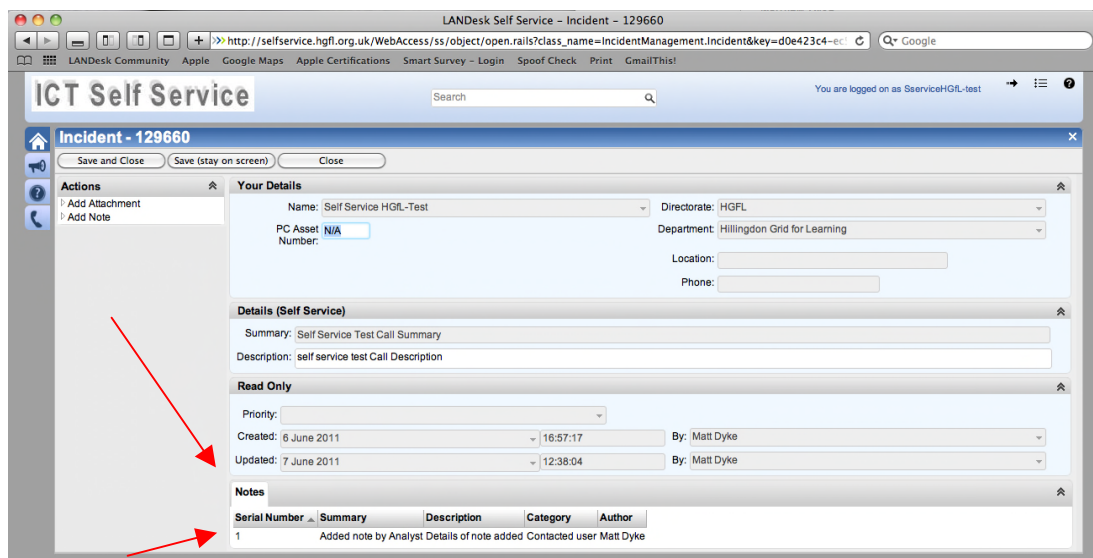 LANDesk Self Service – Incident – 129660
http://selfservice.hgfl.org.uk/WebAccess/ss/object/open.rails?class_name=IncidentManagement.Incident&key=d0e423c4-ec Google
LANDesk Community Apple Google Maps Apple Certifications Smart Survey – Login Spoof Check Print GmailThis!
ICT Self Service Search You are logged on as SserviceHGfL-test
Incident - 129660
Save and Close Save (stay on screen) Close
Actions Your Details
Add Attachment Name: Self Service HGfL-Test Directorate: HGFL
Add Note PC Asset Number: N/A Department: Hillingdon Grid for Learning
Location:
Phone:
Details (Self Service)
Summary: Self Service Test Call Summary
Description: self service test Call Description
Read Only
Priority:
Created: 6 June 2011 16:57:17 By: Matt Dyke
Updated: 7 June 2011 12:38:04 By: Matt Dyke
Notes
Serial Number Summary Description Category Author
1 Added note by Analyst Details of note added Contacted user Matt Dyke